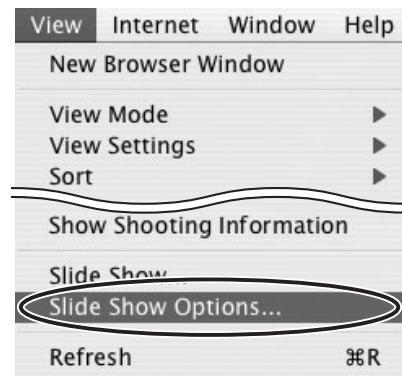 View Internet Window Help
New Browser Window
View Mode
View Settings
Sort
Show Shooting Information
Slide Show...
Slide Show Options...
Refresh ⌘R